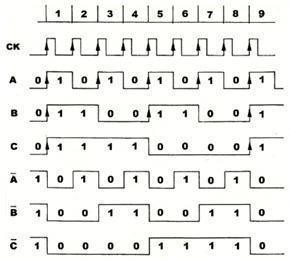 1 2 3 4 5 6 7 8 9
CK
A 0 1 0 1 0 1 0 1 0 1
B 0 1 1 0 0 1 1 0 0 1
C 0 1 1 1 1 0 0 0 0 1
A̅ 1 0 1 0 1 0 1 0 1 0
B̅ 1 0 0 1 1 0 0 1 1 0
C̅ 1 0 0 0 0 1 1 1 1 0